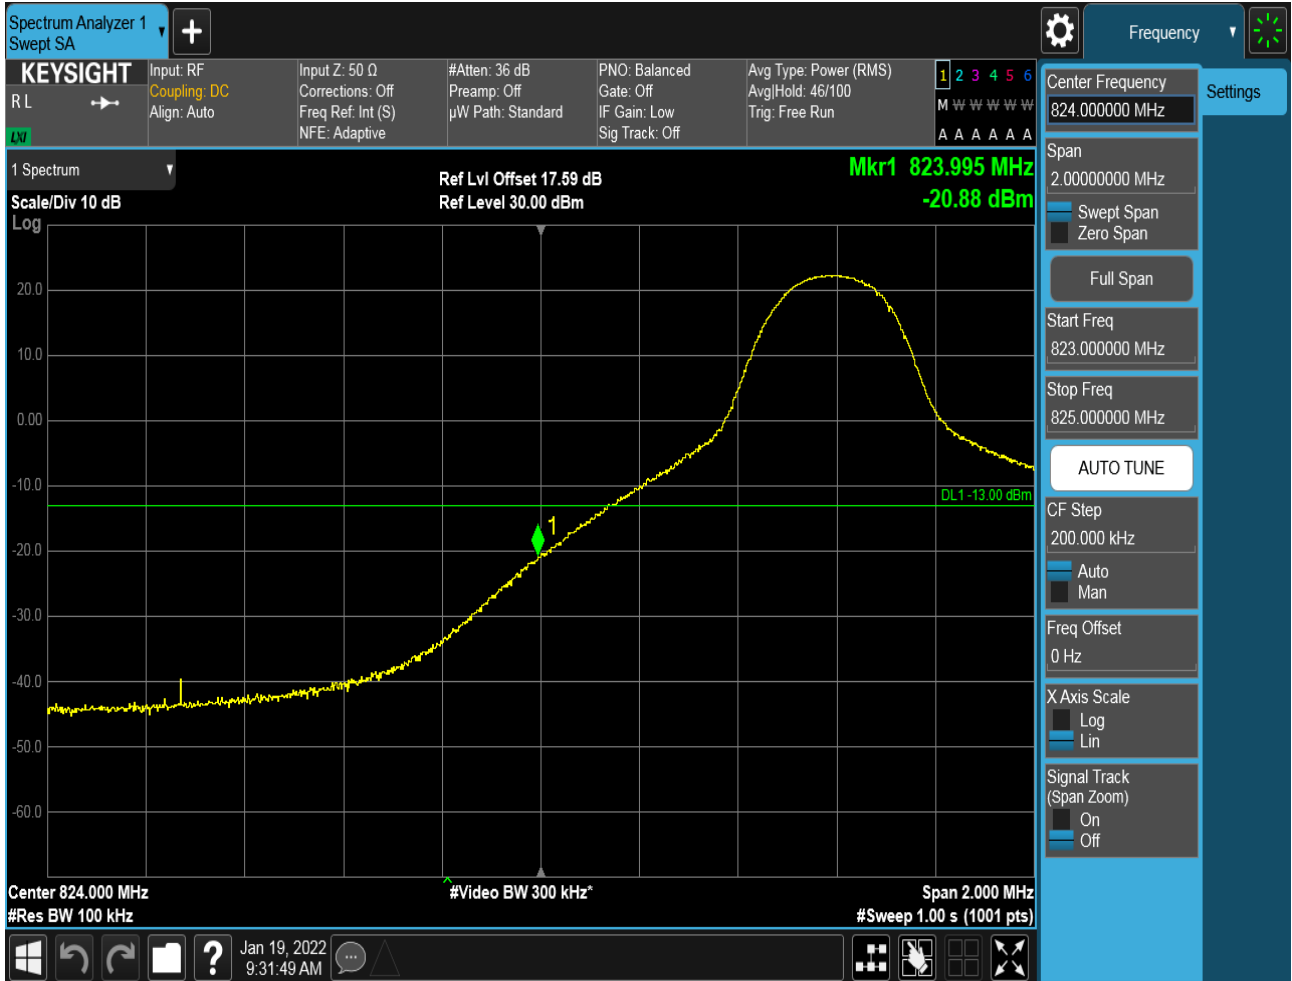 Spectrum Analyzer 1
Swept SA
Frequency
KEYSIGHT
R L
LXI
Input: RF
Coupling: DC
Align: Auto
Input Z: 50 Ω
Corrections: Off
Freq Ref: Int (S)
NFE: Adaptive
#Atten: 36 dB
Preamp: Off
µW Path: Standard
PNO: Balanced
Gate: Off
IF Gain: Low
Sig Track: Off
Avg Type: Power (RMS)
Avg|Hold: 46/100
Trig: Free Run
1 2 3 4 5 6
M W W W W W
A A A A A A
1 Spectrum
Scale/Div 10 dB
Log
Ref Lvl Offset 17.59 dB
Ref Level 30.00 dBm
Mkr1 823.995 MHz
-20.88 dBm
20.0
10.0
0.00
-10.0
DL1 -13.00 dBm
1
-20.0
-30.0
-40.0
-50.0
-60.0
Center 824.000 MHz
#Video BW 300 kHz*
Span 2.000 MHz
#Res BW 100 kHz
#Sweep 1.00 s (1001 pts)
Center Frequency
824.000000 MHz
Settings
Span
2.00000000 MHz
Swept Span
Zero Span
Full Span
Start Freq
823.000000 MHz
Stop Freq
825.000000 MHz
AUTO TUNE
CF Step
200.000 kHz
Auto
Man
Freq Offset
0 Hz
X Axis Scale
Log
Lin
Signal Track
(Span Zoom)
On
Off
?
Jan 19, 2022
9:31:49 AM